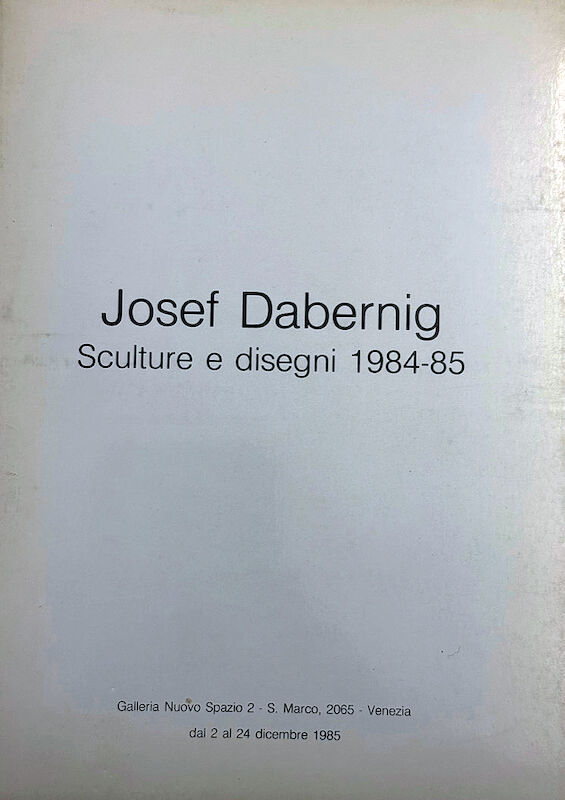 Josef Dabernig
Sculture e disegni 1984-85
Galleria Nuovo Spazio 2 - S. Marco, 2065 - Venezia
dal 2 al 24 dicembre 1985